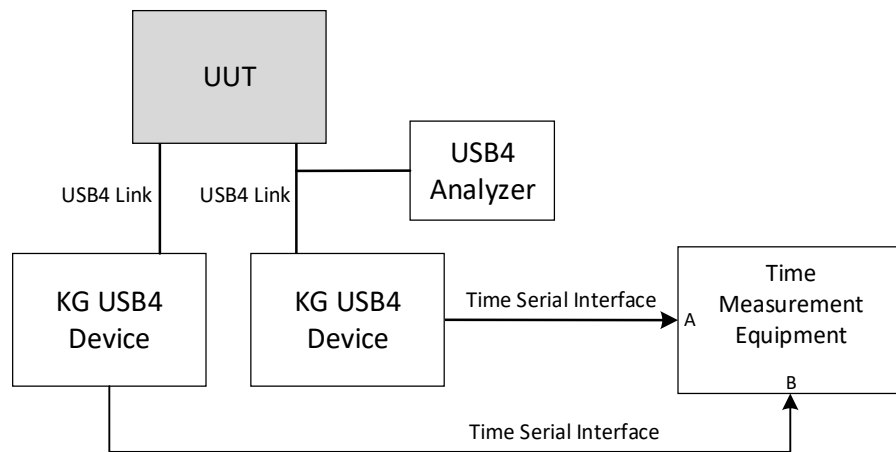 UUT
USB4
Analyzer
USB4 Link
USB4 Link
KG USB4
Device
KG USB4
Device
Time Serial Interface
A
Time
Measurement
Equipment
B
Time Serial Interface